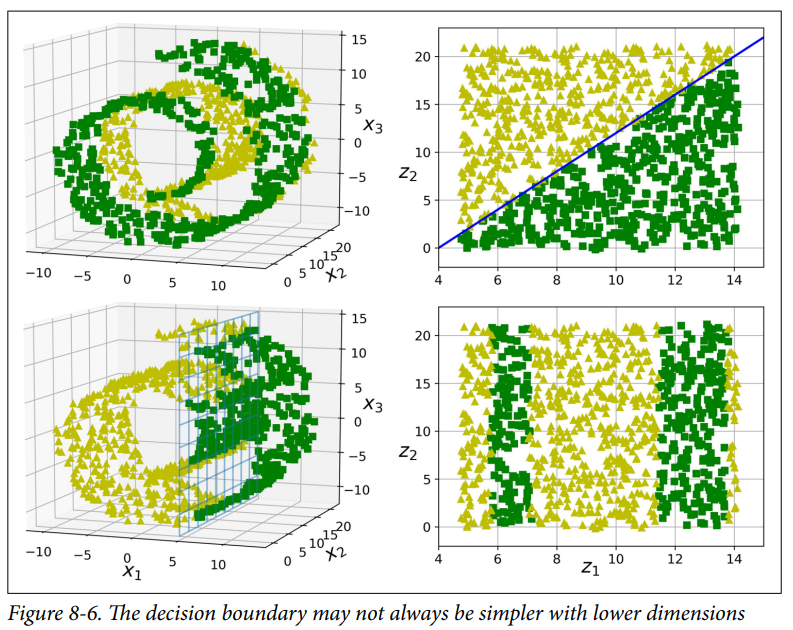 15
10
5
x₃
0
−5
−10
20
15
10
x₂
5
0
−10 −5 0 5 10
20
15
z₂ 10
5
0
4 6 8 10 12 14
15
10
5
x₃
0
−5
−10
20
15
10
x₂
5
0
−10 −5 0 5 10
x₁
20
15
z₂ 10
5
0
4 6 8 10 12 14
z₁
Figure 8-6. The decision boundary may not always be simpler with lower dimensions